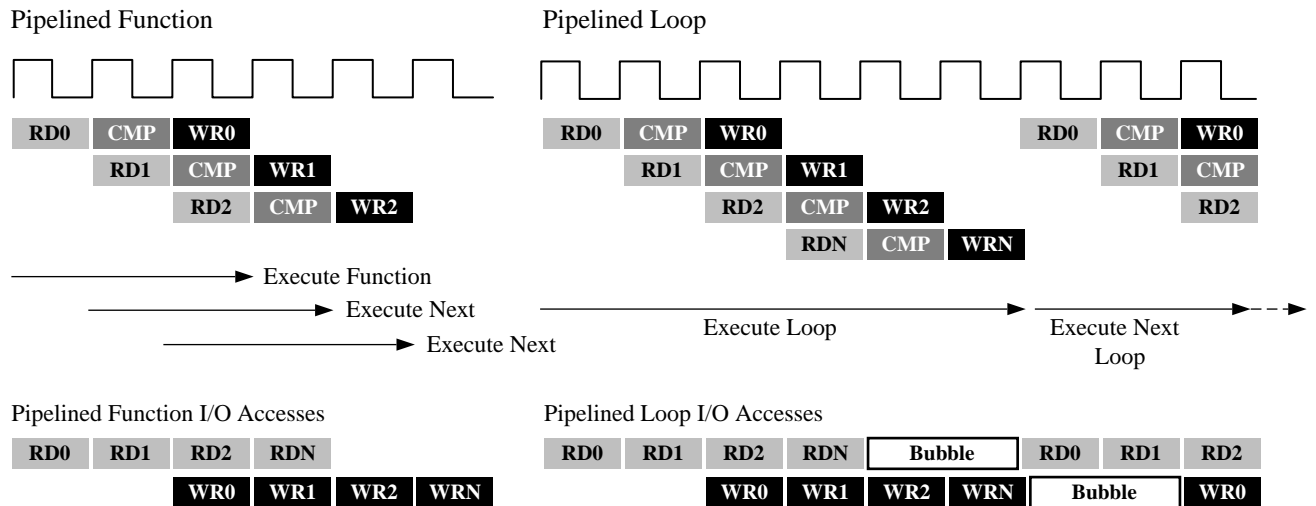 Pipelined Function
Pipelined Loop
RD0 CMP WR0
RD1 CMP WR1
RD2 CMP WR2
Execute Function
Execute Next
Execute Next
RD0 CMP WR0 RD0 CMP WR0
RD1 CMP WR1 RD1 CMP
RD2 CMP WR2 RD2
RDN CMP WRN
Execute Loop
Execute Next
Loop
Pipelined Function I/O Accesses
RD0 RD1 RD2 RDN
WR0 WR1 WR2 WRN
Pipelined Loop I/O Accesses
RD0 RD1 RD2 RDN Bubble RD0 RD1 RD2
WR0 WR1 WR2 WRN Bubble WR0